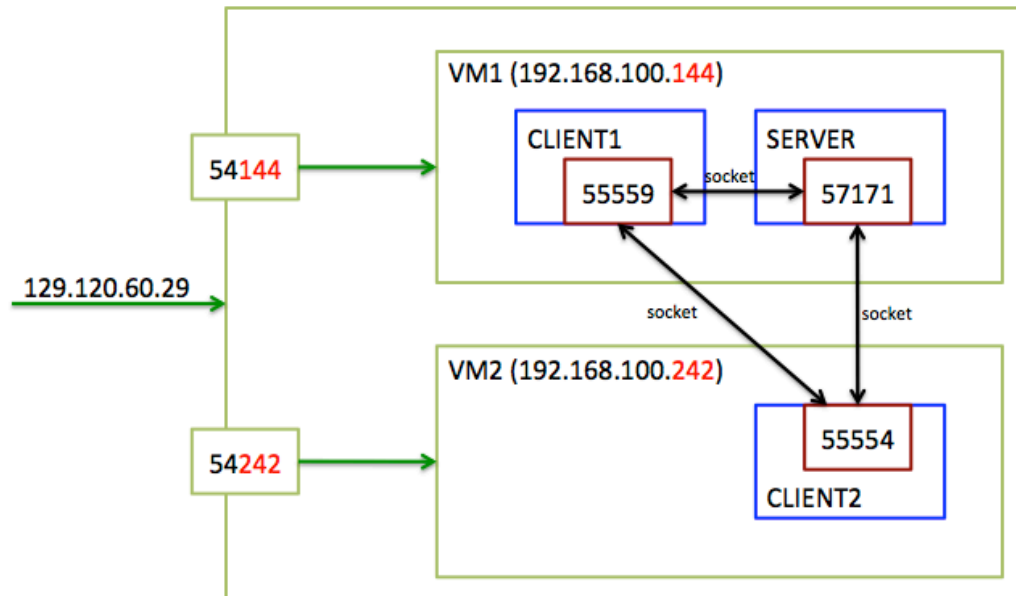 VM1 (192.168.100.144)
CLIENT1
SERVER
54144
socket
55559
57171
129.120.60.29
socket
socket
VM2 (192.168.100.242)
54242
55554
CLIENT2